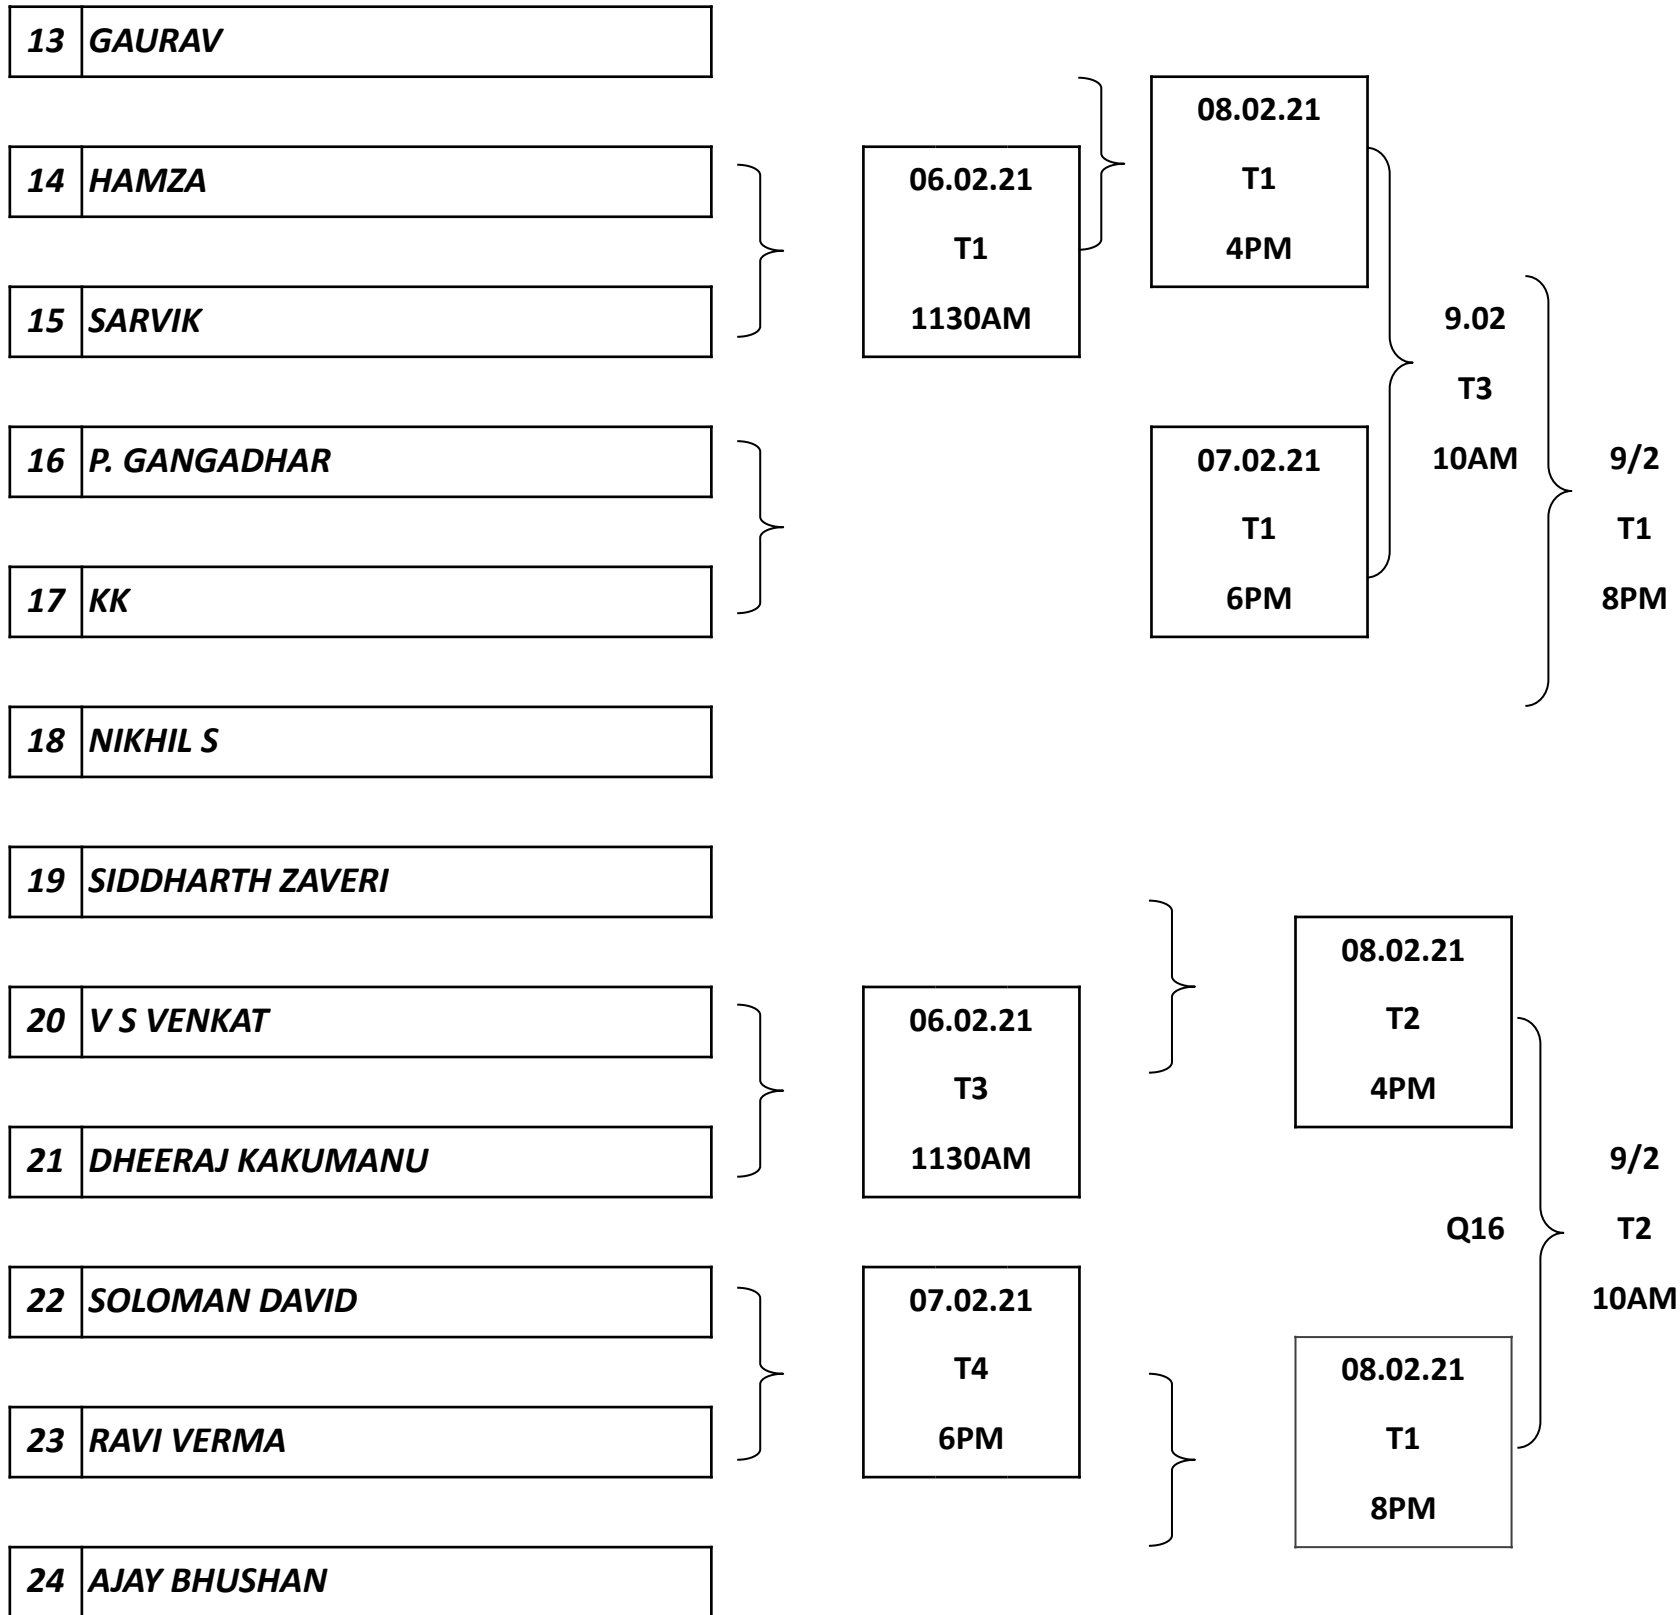 13 GAURAV
08.02.21
14 HAMZA 06.02.21 T1
T1 4PM
15 SARVIK 1130AM 9.02
T3
16 P. GANGADHAR 07.02.21 10AM 9/2
T1 T1
17 KK 6PM 8PM
18 NIKHIL S
19 SIDDHARTH ZAVERI
08.02.21
20 V S VENKAT 06.02.21 T2
T3 4PM
21 DHEERAJ KAKUMANU 1130AM 9/2
Q16 T2
22 SOLOMAN DAVID 07.02.21 10AM
T4 08.02.21
23 RAVI VERMA 6PM T1
8PM
24 AJAY BHUSHAN